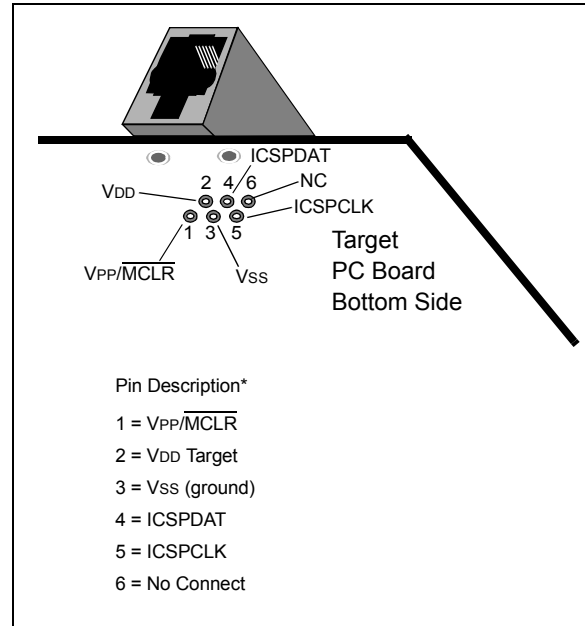 ICSPDAT
2 4 6 NC
VDD
ICSPCLK
1 3 5
Target
PC Board
Bottom Side
VPP/MCLR
Vss
Pin Description*
1 = VPP/MCLR
2 = VDD Target
3 = VSS (ground)
4 = ICSPDAT
5 = ICSPCLK
6 = No Connect